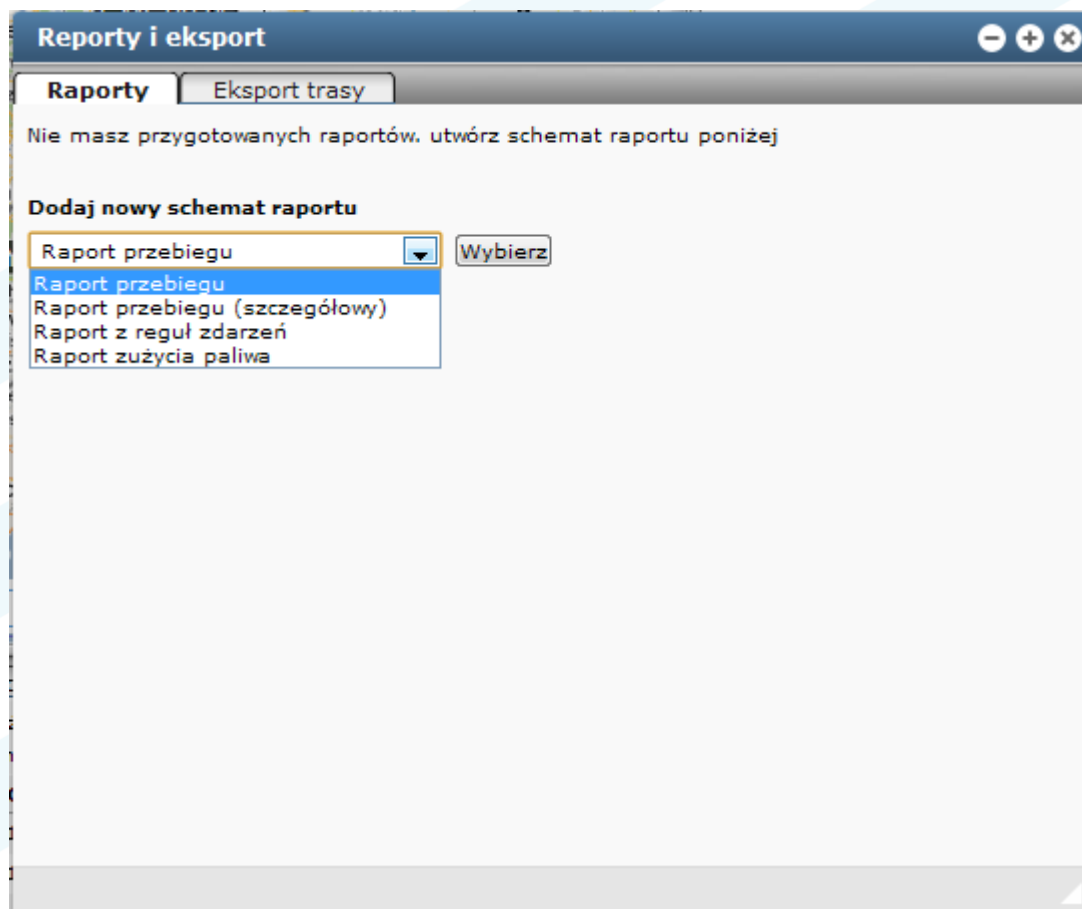 Reporty i eksport
Raporty
Eksport trasy
Nie masz przygotowanych raportów. utwórz schemat raportu poniżej
Dodaj nowy schemat raportu
Raport przebiegu
Wybierz
Raport przebiegu
Raport przebiegu (szczegółowy)
Raport z reguł zdarzeń
Raport zużycia paliwa